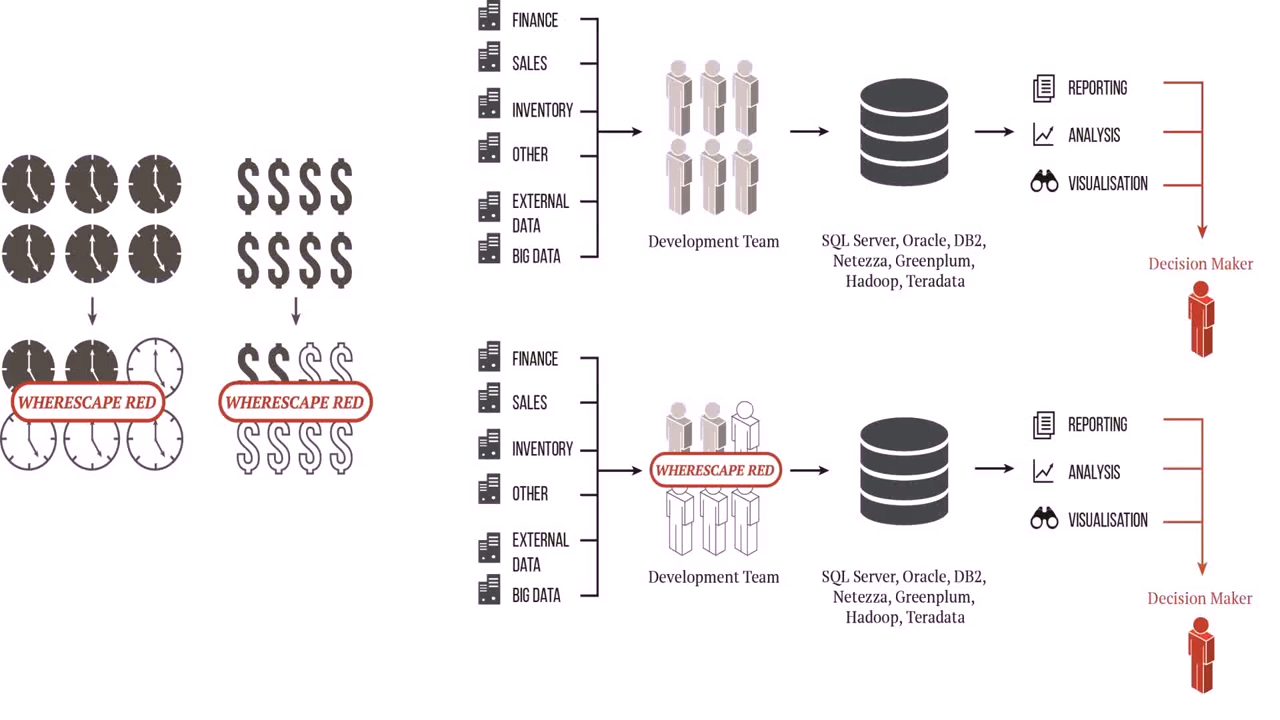 FINANCE
SALES
INVENTORY
OTHER
EXTERNAL
DATA
BIG DATA
Development Team
SQL Server, Oracle, DB2,
Netezza, Greenplum,
Hadoop, Teradata
REPORTING
ANALYSIS
VISUALISATION
Decision Maker
$$$$
$$$$
$$$$
WHERESCAPE RED
WHERESCAPE RED
$$$$
FINANCE
SALES
INVENTORY
OTHER
EXTERNAL
DATA
BIG DATA
WHERESCAPE RED
Development Team
SQL Server, Oracle, DB2,
Netezza, Greenplum,
Hadoop, Teradata
REPORTING
ANALYSIS
VISUALISATION
Decision Maker